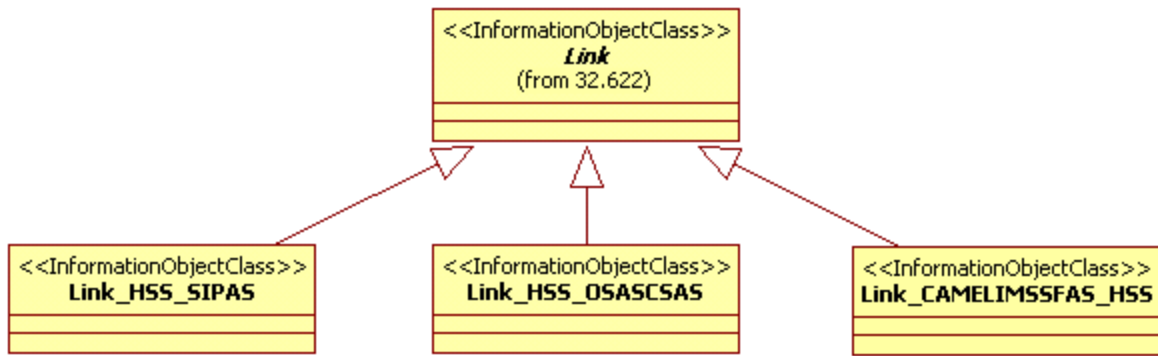 <<InformationObjectClass>>
Link
(from 32.622)
<<InformationObjectClass>>
Link_HSS_SIPAS
<<InformationObjectClass>>
Link_HSS_OSASCSAS
<<InformationObjectClass>>
Link_CAMELIMSSFAS_HSS